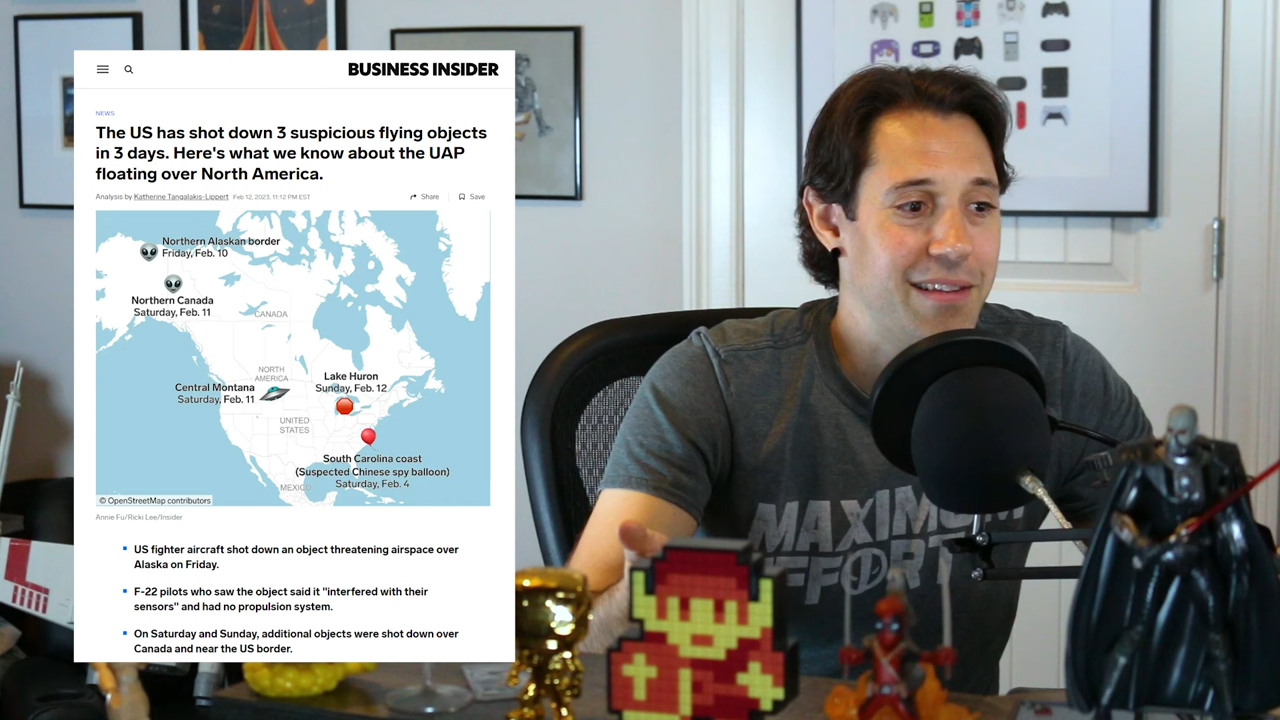 BUSINESS INSIDER
NEWS
The US has shot down 3 suspicious flying objects
in 3 days. Here's what we know about the UAP
floating over North America.
Analysis by Katherine Tangalakis-Lippert Feb 12, 2023, 11:12 PM EST
Share
Save
Northern Alaskan border
Friday, Feb. 10
Northern Canada
Saturday, Feb. 11
CANADA
NORTH
AMERICA
Central Montana
Saturday, Feb. 11
Lake Huron
Sunday, Feb. 12
UNITED
STATES
South Carolina coast
(Suspected Chinese spy balloon)
Saturday, Feb. 4
MEXICO
© OpenStreetMap contributors
Annie Fu/Ricki Lee/Insider
US fighter aircraft shot down an object threatening airspace over
Alaska on Friday.
F-22 pilots who saw the object said it "interfered with their
sensors" and had no propulsion system.
On Saturday and Sunday, additional objects were shot down over
Canada and near the US border.
MAXIMUM
EFFORT